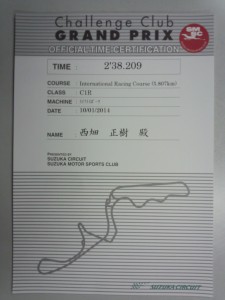 Challenge Club
GRAND PRIX
OFFICIAL TIME CERTIFICATION
TIME 2'38.209
COURSE International Racing Course (5.807km)
CLASS C1H
MACHINE
DATE 10/01/2014
NAME 西畑 正樹 殿
PRESENTED BY
SUZUKA CIRCUIT
SUZUKA MOTOR SPORTS CLUB
SUZUKA CIRCUIT